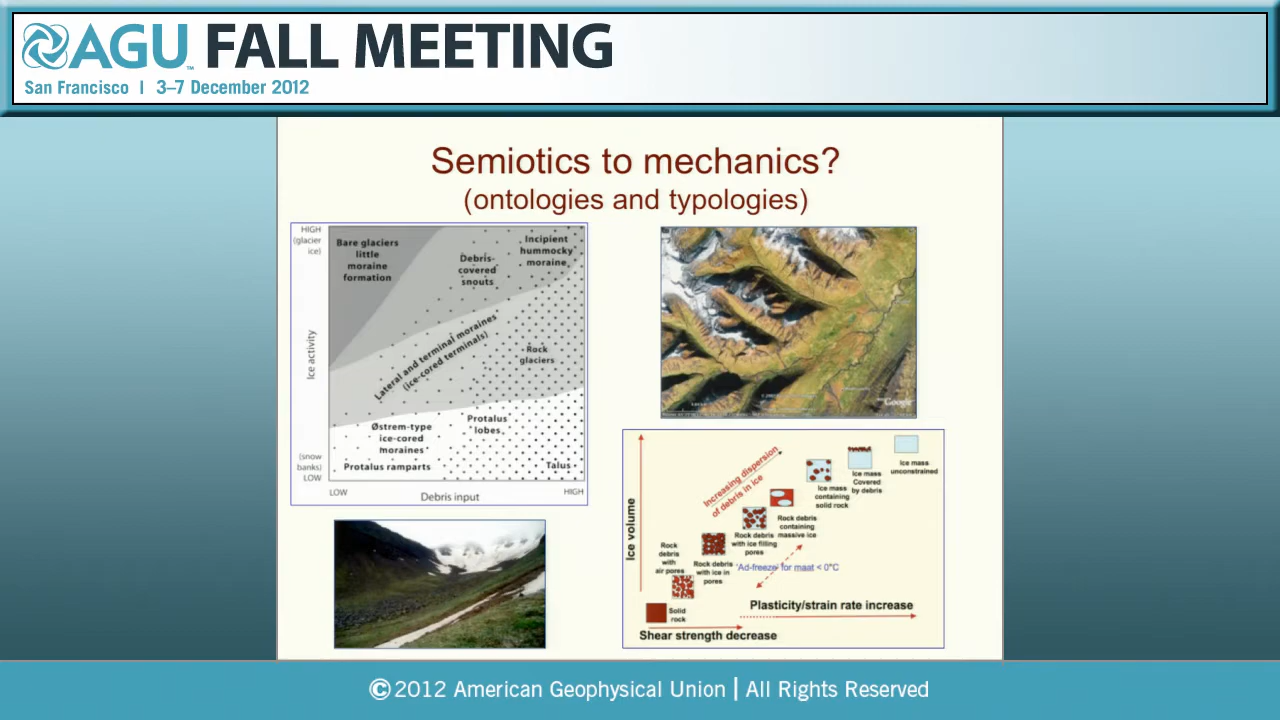 AGU™ FALL MEETING
San Francisco | 3–7 December 2012
Semiotics to mechanics?
(ontologies and typologies)
HIGH
(glacier
ice)
Bare glaciers
little
moraine
formation
Debris-
covered
snouts
Incipient
hummocky
moraine
Lateral and terminal moraines
(ice-cored terminals)
Rock
glaciers
Ice activity
Østrem-type
ice-cored
moraines
Protalus
lobes
Protalus ramparts
Talus
(snow
banks)
LOW
LOW
Debris input
HIGH
Google
Ice volume
Increasing dispersion
of debris in ice
Ice mass
unconstrained
Ice mass
Covered
by debris
Ice mass
containing
solid rock
Rock debris
containing
massive ice
Rock debris
with ice filling
pores
Rock debris
with ice in
pores
Rock
debris
with
air pores
Solid
rock
'Ad-freeze' for maat < 0°C
Plasticity/strain rate increase
Shear strength decrease
©2012 American Geophysical Union | All Rights Reserved